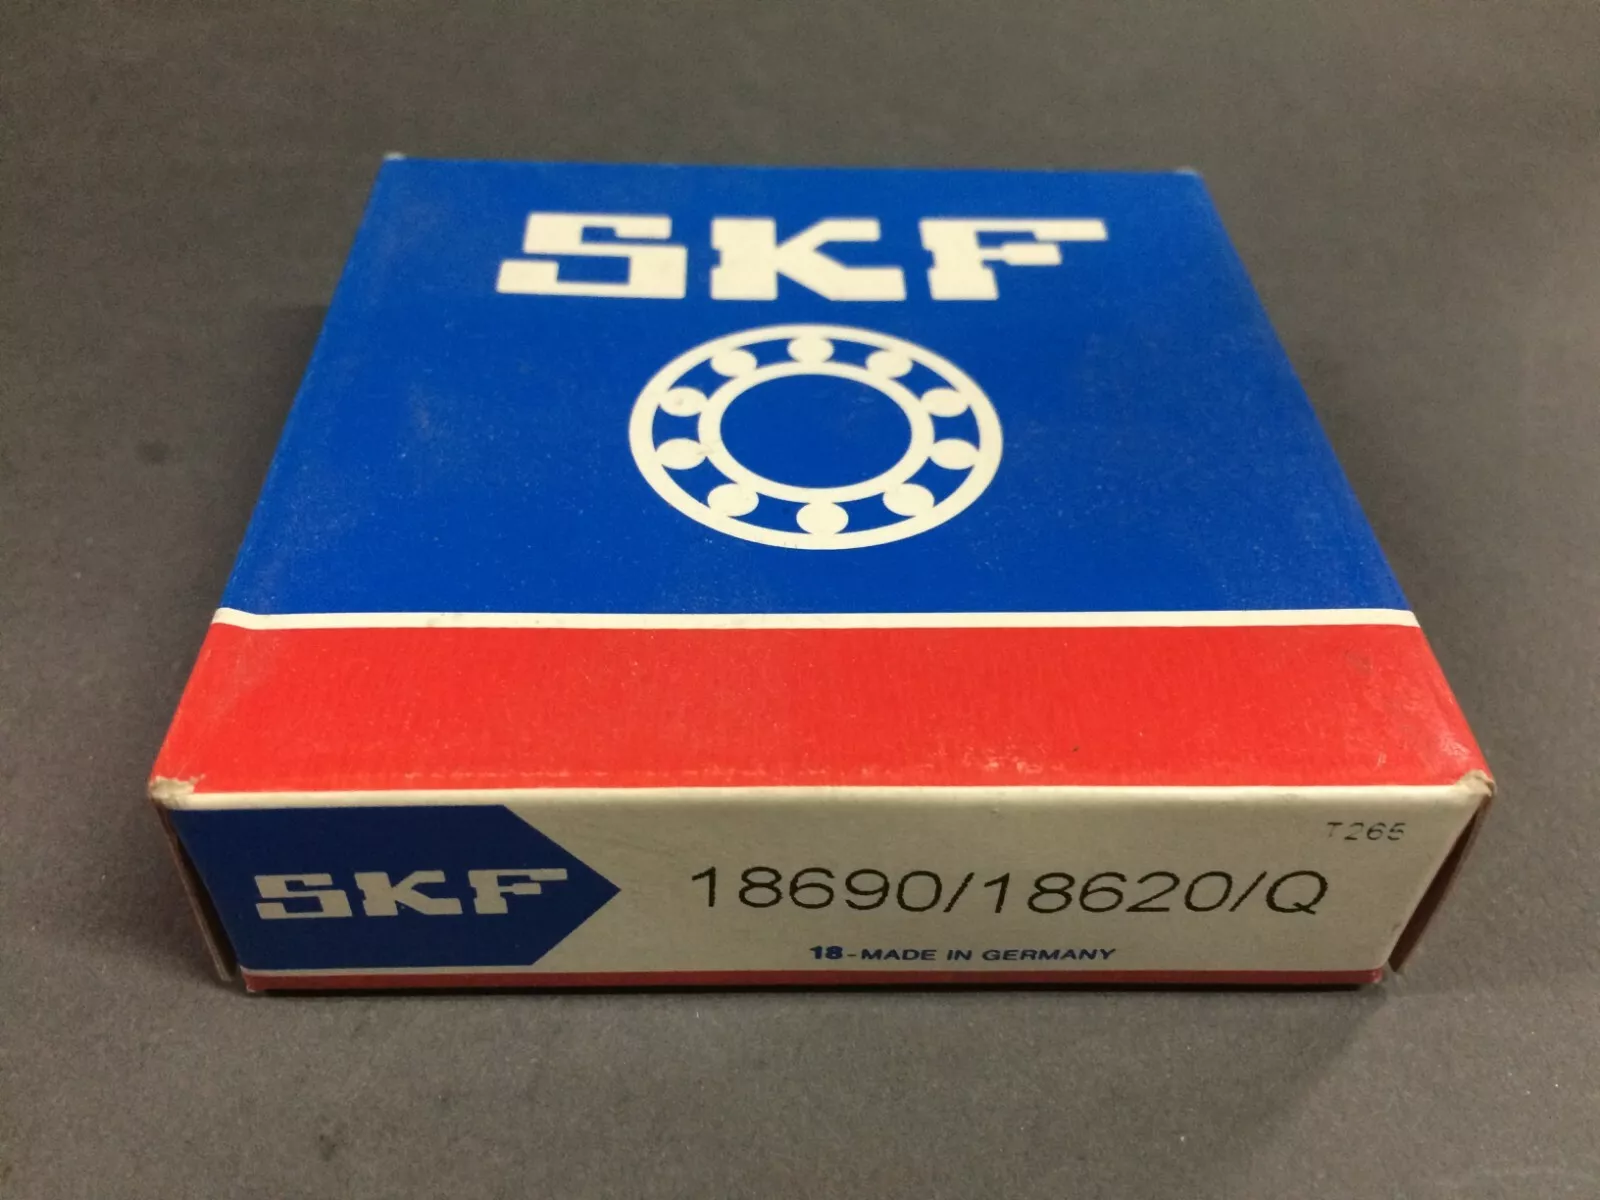 SKF
T265
SKF
18690/18620/Q
18-MADE IN GERMANY